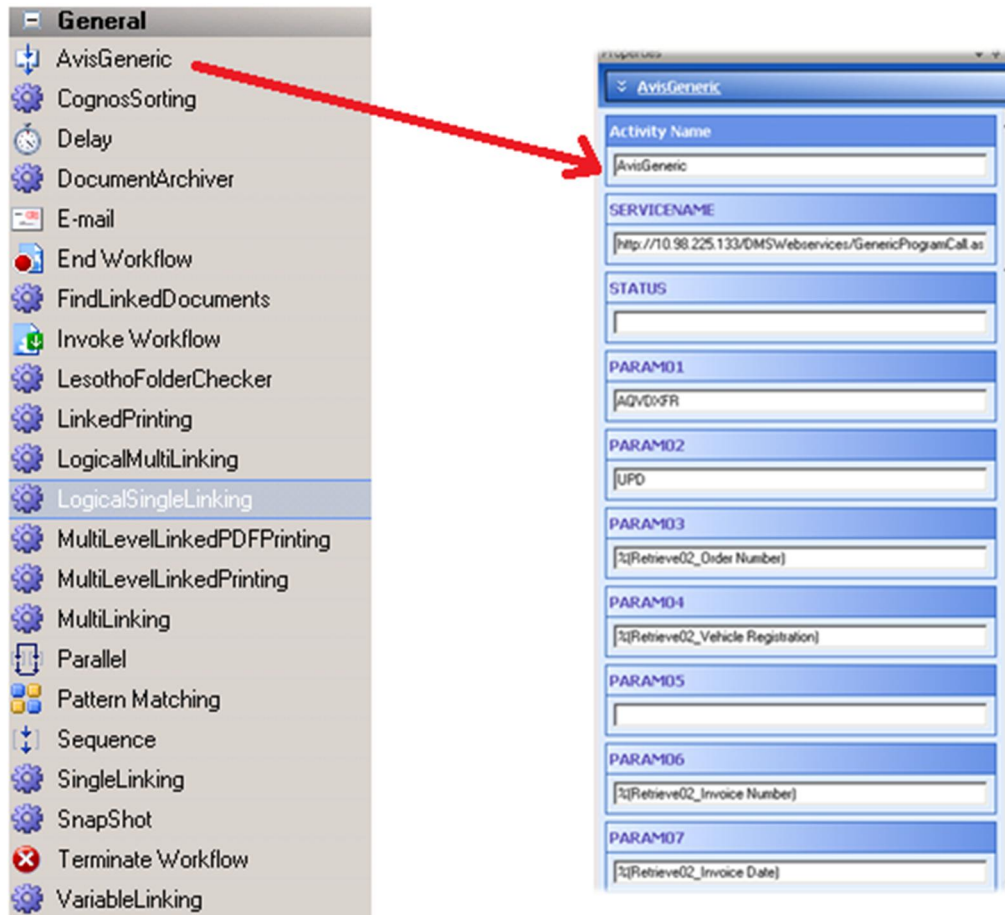 General
AvisGeneric
CognosSorting
Delay
DocumentArchiver
E-mail
End Workflow
FindLinkedDocuments
Invoke Workflow
LesothoFolderChecker
LinkedPrinting
LogicalMultiLinking
LogicalSingleLinking
MultiLevelLinkedPDFPrinting
MultiLevelLinkedPrinting
MultiLinking
Parallel
Pattern Matching
Sequence
SingleLinking
SnapShot
Terminate Workflow
VariableLinking
Properties
AvisGeneric
Activity Name
AvisGeneric
SERVICENAME
http://10.98.225.133/DMSWebservices/GenericProgramCall.as
STATUS
PARAM01
AQVDXFR
PARAM02
UPD
PARAM03
%(Retrieve02_Order Number)
PARAM04
%(Retrieve02_Vehicle Registration)
PARAM05
PARAM06
%(Retrieve02_Invoice Number)
PARAM07
%(Retrieve02_Invoice Date)